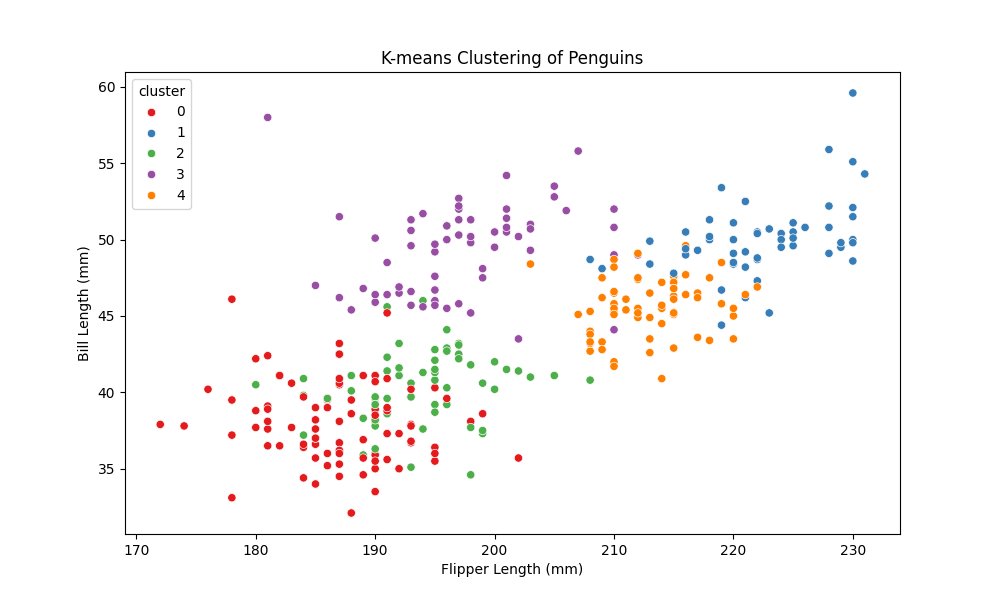 K-means Clustering of Penguins
cluster
0
1
2
3
4
60
55
50
45
40
35
Bill Length (mm)
170 180 190 200 210 220 230
Flipper Length (mm)